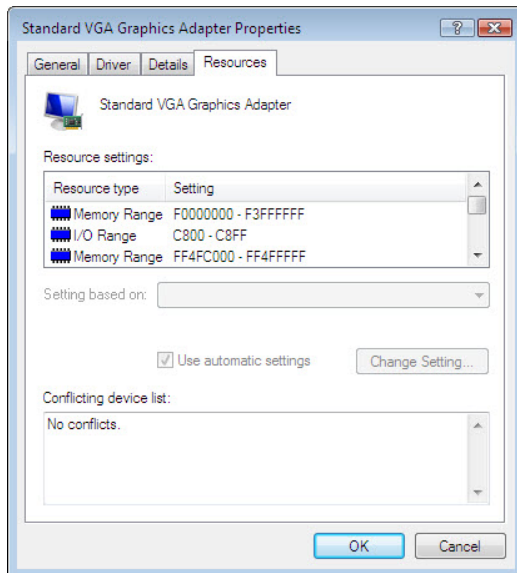 Standard VGA Graphics Adapter Properties
General Driver Details Resources
Standard VGA Graphics Adapter
Resource settings:
Resource type Setting
Memory Range F0000000 - F3FFFFFF
I/O Range C800 - C8FF
Memory Range FF4FC000 - FF4FFFFF
Setting based on:
Use automatic settings Change Setting...
Conflicting device list:
No conflicts.
OK Cancel